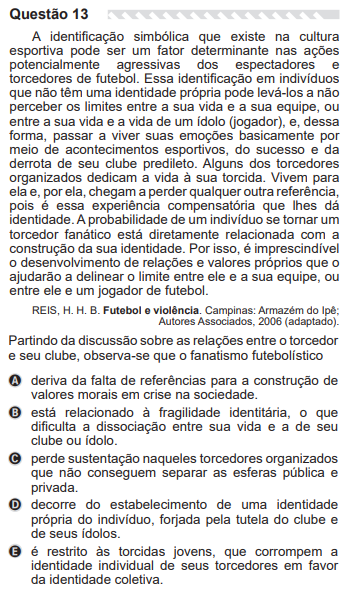 Questão 13
A identificação simbólica que existe na cultura
esportiva pode ser um fator determinante nas ações
potencialmente agressivas dos espectadores e
torcedores de futebol. Essa identificação em indivíduos
que não têm uma identidade própria pode levá-los a não
perceber os limites entre a sua vida e a sua equipe, ou
entre a sua vida e a vida de um ídolo (jogador), e, dessa
forma, passar a viver suas emoções basicamente por
meio de acontecimentos esportivos, do sucesso e da
derrota de seu clube predileto. Alguns dos torcedores
organizados dedicam a vida à sua torcida. Vivem para
ela e, por ela, chegam a perder qualquer outra referência,
pois é essa experiência compensatória que lhes dá
identidade. A probabilidade de um indivíduo se tornar um
torcedor fanático está diretamente relacionada com a
construção da sua identidade. Por isso, é imprescindível
o desenvolvimento de relações e valores próprios que o
ajudarão a delinear o limite entre ele e a sua equipe, ou
entre ele e um jogador de futebol.
REIS, H. H. B. Futebol e violência. Campinas: Armazém do Ipê;
Autores Associados, 2006 (adaptado).
Partindo da discussão sobre as relações entre o torcedor
e seu clube, observa-se que o fanatismo futebolístico
A deriva da falta de referências para a construção de
valores morais em crise na sociedade.
B está relacionado à fragilidade identitária, o que
dificulta a dissociação entre sua vida e a de seu
clube ou ídolo.
C perde sustentação naqueles torcedores organizados
que não conseguem separar as esferas pública e
privada.
D decorre do estabelecimento de uma identidade
própria do indivíduo, forjada pela tutela do clube e
de seus ídolos.
E é restrito às torcidas jovens, que corrompem a
identidade individual de seus torcedores em favor
da identidade coletiva.